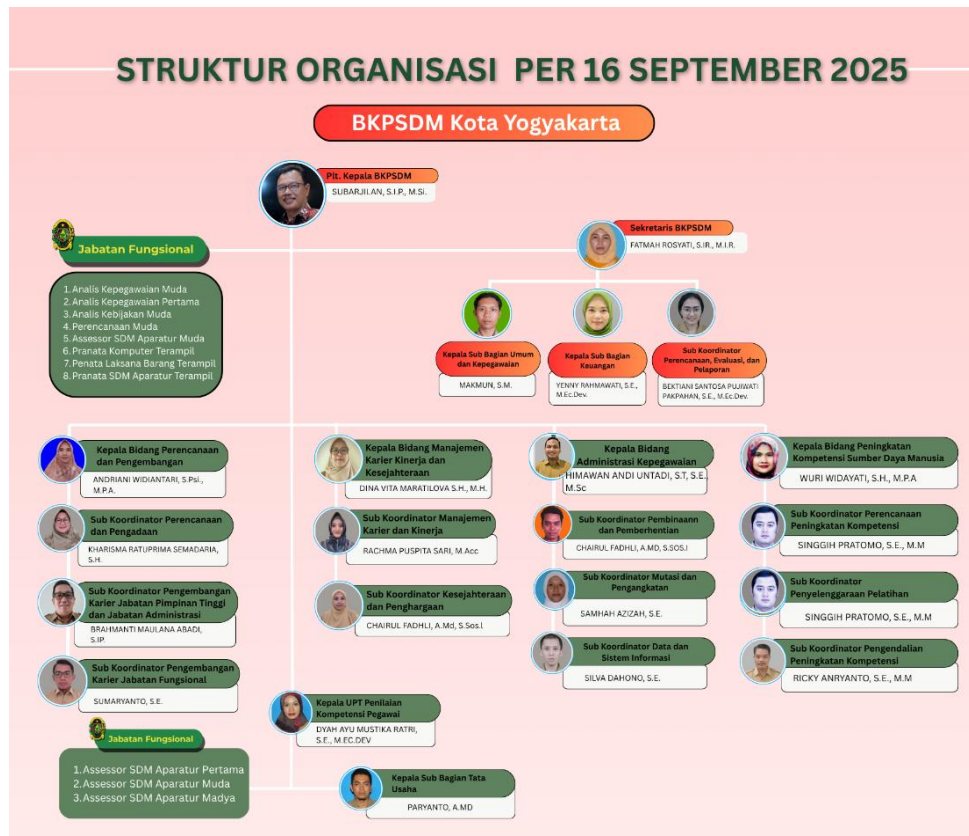 STRUKTUR ORGANISASI PER 16 SEPTEMBER 2025
BKPSDM Kota Yogyakarta
Plt. Kepala BKPSDM
SUBARJILAN, S.I.P., M.Si.
Sekretaris BKPSDM
FATMAH ROSYATI, S.IR., M.I.R.
Jabatan Fungsional
1. Analis Kepegawaian Muda
2. Analis Kepegawaian Pertama
3. Analis Kebijakan Muda
4. Perencanaan Muda
5. Assessor SDM Aparatur Muda
6. Pranata Komputer Terampil
7. Penata Laksana Barang Terampil
8. Pranata SDM Aparatur Terampil
Kepala Sub Bagian Umum
dan Kepegawaian
MAKMUN, S.M.
Kepala Sub Bagian
Keuangan
YENNY RAHMAWATI, S.E.,
M.Ec.Dev.
Sub Koordinator
Perencanaan, Evaluasi, dan
Pelaporan
BEKTIANI SANTOSA PUJIWATI
PAKPAHAN, S.E., M.Ec.Dev.
Kepala Bidang Perencanaan
dan Pengembangan
ANDRIANI WIDIANTARI, S.Psi.,
M.P.A.
Sub Koordinator Perencanaan
dan Pengadaan
KHARISMA RATUPRIMA SEMADARIA,
S.H.
Sub Koordinator Pengembangan
Karier Jabatan Pimpinan Tinggi
dan Jabatan Administrasi
BRAHMANTI MAULANA ABADI,
S.IP.
Sub Koordinator Pengembangan
Karier Jabatan Fungsional
SUMARYANTO, S.E.
Kepala Bidang Manajemen
Karier Kinerja dan
Kesejahteraan
DINA VITA MARATILOVA S.H., M.H.
Sub Koordinator Manajemen
Karier dan Kinerja
RACHMA PUSPITA SARI, M.Acc
Sub Koordinator Kesejahteraan
dan Penghargaan
CHAIRUL FADHLI, A.Md, S.Sos.I
Kepala Bidang
Administrasi Kepegawaian
HIMAWAN ANDI UNTADI, S.T, S.E.,
M.Sc
Sub Koordinator Pembinaann
dan Pemberhentian
CHAIRUL FADHLI, A.MD, S.SOS.I
Sub Koordinator Mutasi dan
Pengangkatan
SAMHAH AZIZAH, S.E.
Sub Koordinator Data dan
Sistem Informasi
SILVA DAHONO, S.E.
Kepala Bidang Peningkatan
Kompetensi Sumber Daya Manusia
WURI WIDAYATI, S.H., M.P.A
Sub Koordinator Perencanaan
Peningkatan Kompetensi
SINGGIH PRATOMO, S.E., M.M
Sub Koordinator
Penyelenggaraan Pelatihan
SINGGIH PRATOMO, S.E., M.M
Sub Koordinator Pengendalian
Peningkatan Kompetensi
RICKY ANRYANTO, S.E., M.M
Kepala UPT Penilaian
Kompetensi Pegawai
DYAH AYU MUSTIKA RATRI,
S.E., M.EC.DEV
Jabatan Fungsional
1. Assessor SDM Aparatur Pertama
2. Assessor SDM Aparatur Muda
3. Assessor SDM Aparatur Madya
Kepala Sub Bagian Tata
Usaha
PARYANTO, A.MD